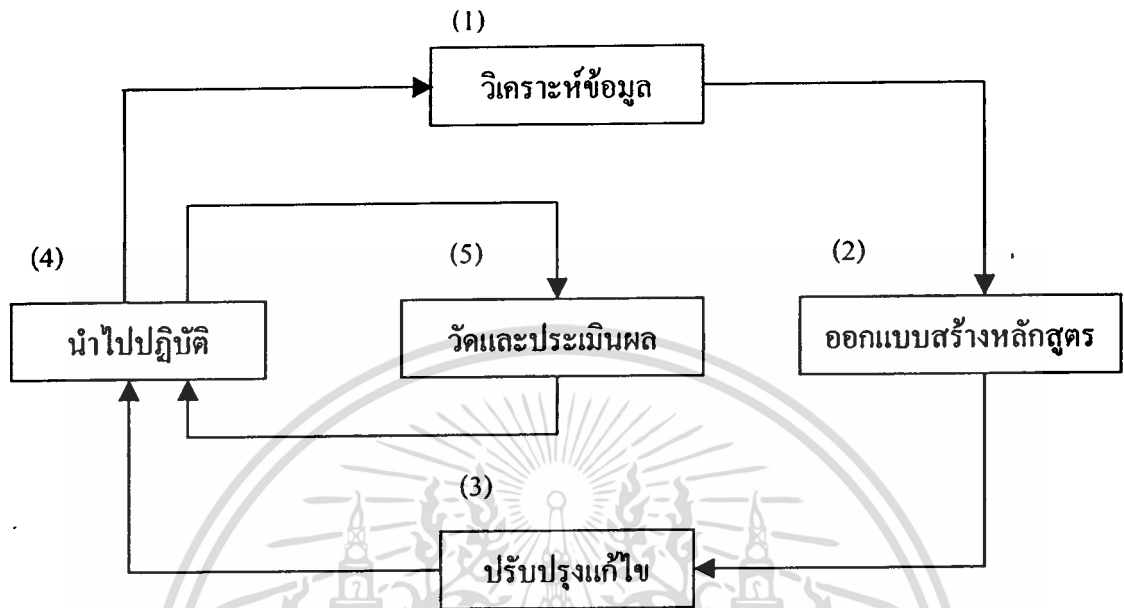 (1)
วิเคราะห์ข้อมูล
(4)
(5)
(2)
นำไปปฏิบัติ
วัดและประเมินผล
ออกแบบสร้างหลักสูตร
(3)
ปรับปรุงแก้ไข